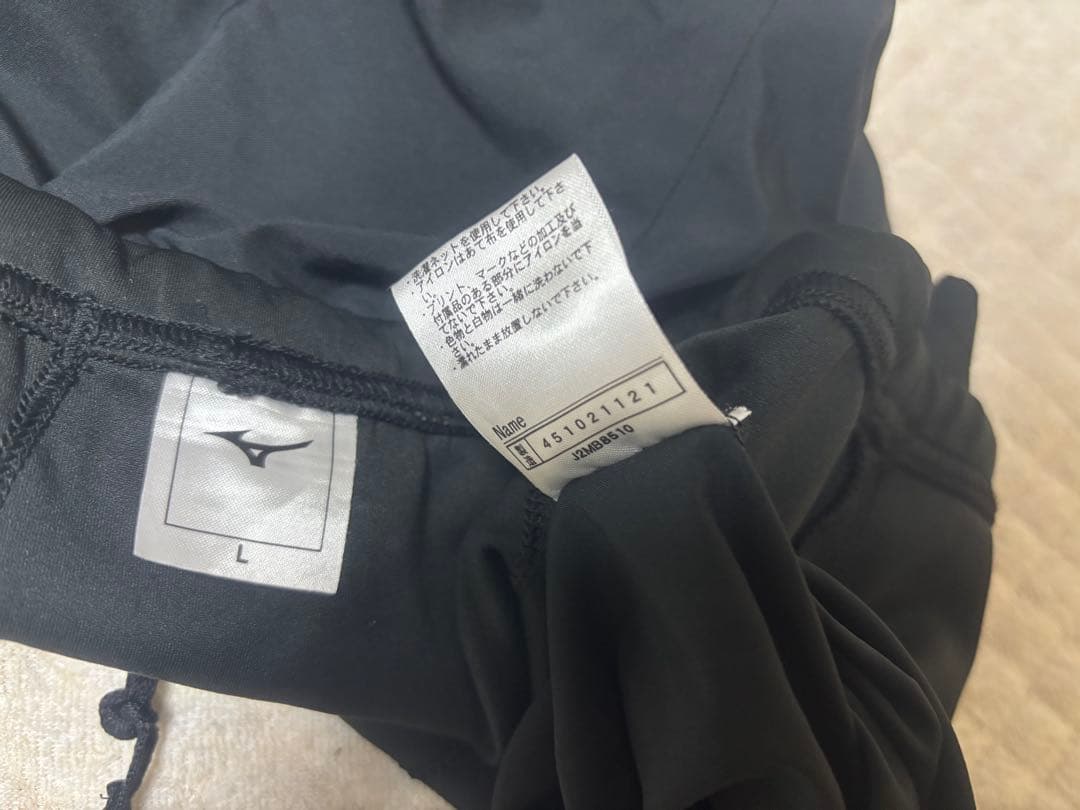 ・洗濯ネットを使用して下さい。
・アイロンはあて布を使用して下さ
い。
・プリント、マークなどの加工及び
付属品のある部分にアイロンを当
てないで下さい。
・色物と白物は一緒に洗わないで下
さい。
・濡れたまま放置しないで下さい。
Name
製造 451021121
J2MB8510
L